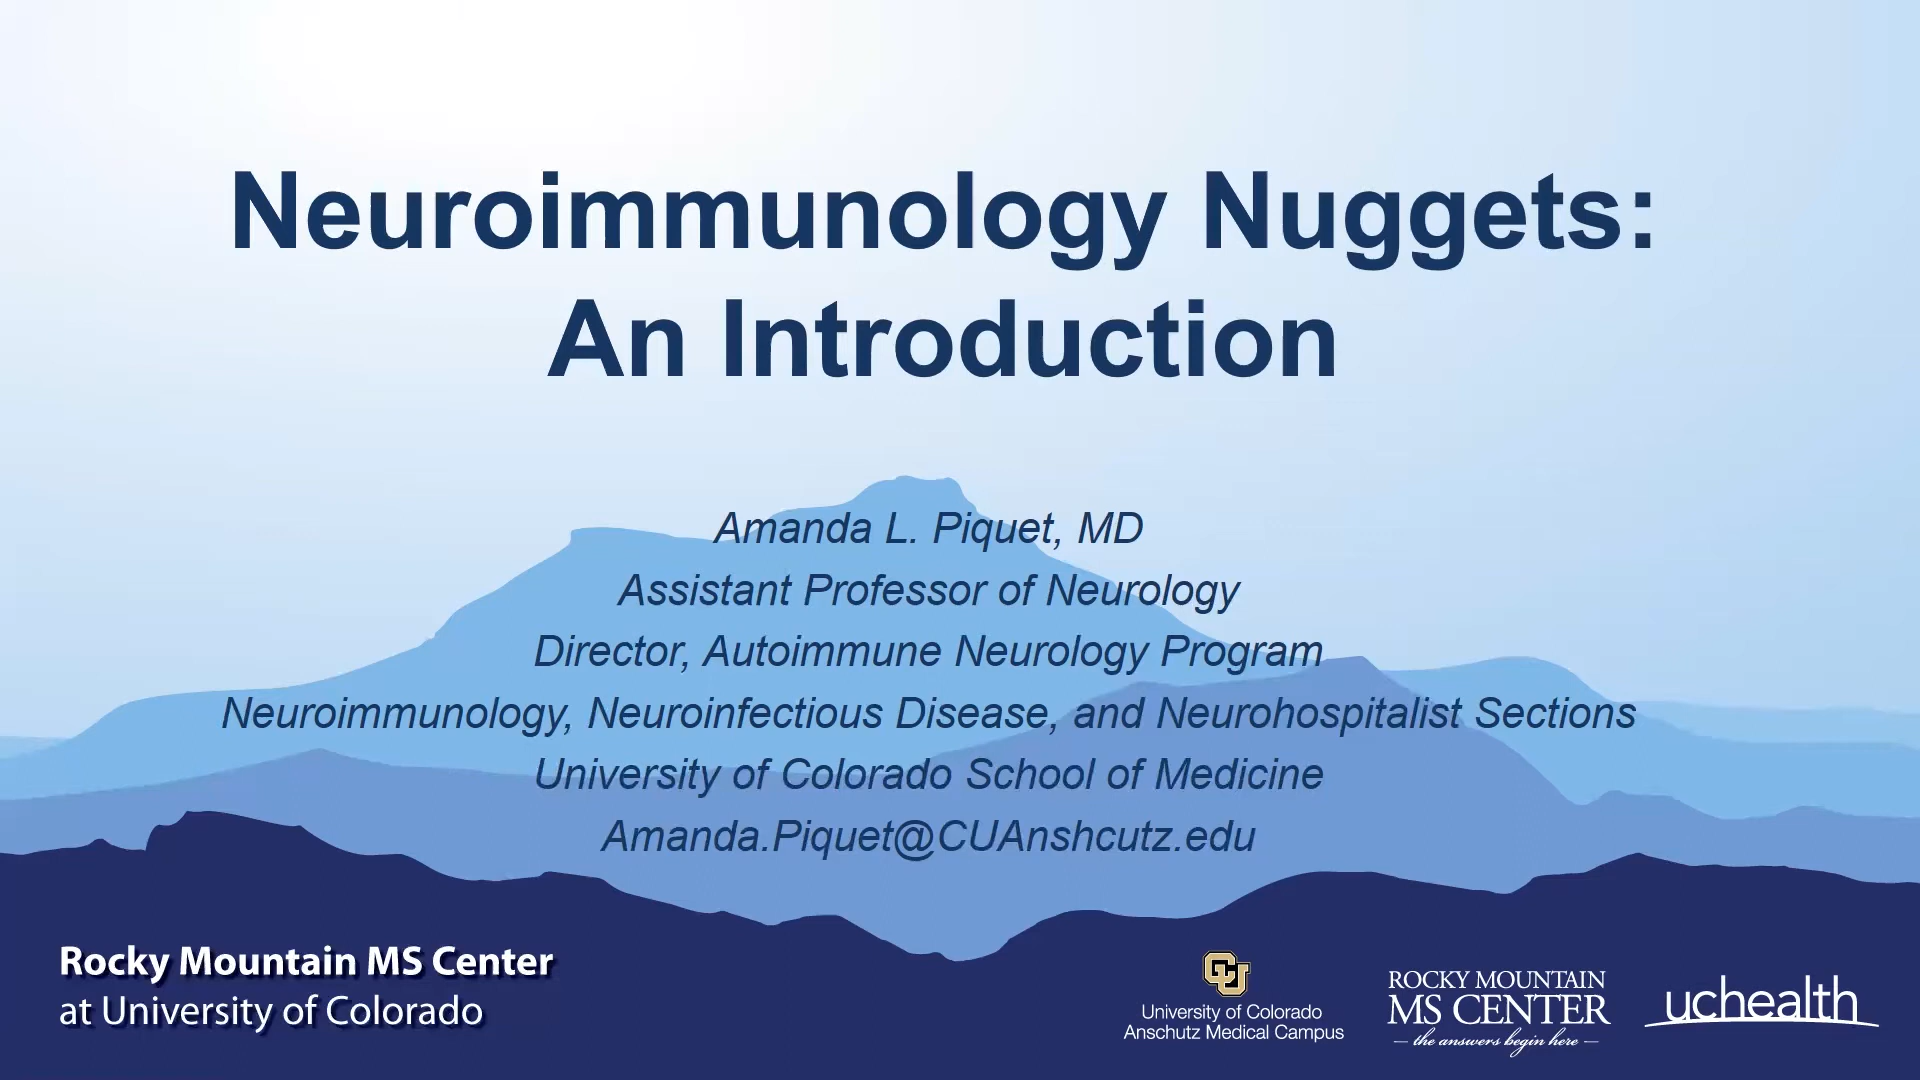 Neuroimmunology Nuggets:
An Introduction
Amanda L. Piquet, MD
Assistant Professor of Neurology
Director, Autoimmune Neurology Program
Neuroimmunology, Neuroinfectious Disease, and Neurohospitalist Sections
University of Colorado School of Medicine
Amanda.Piquet@CUAnshcutz.edu
Rocky Mountain MS Center
at University of Colorado
CU
University of Colorado
Anschutz Medical Campus
ROCKY MOUNTAIN
MS CENTER
— the answers begin here —
uchealth